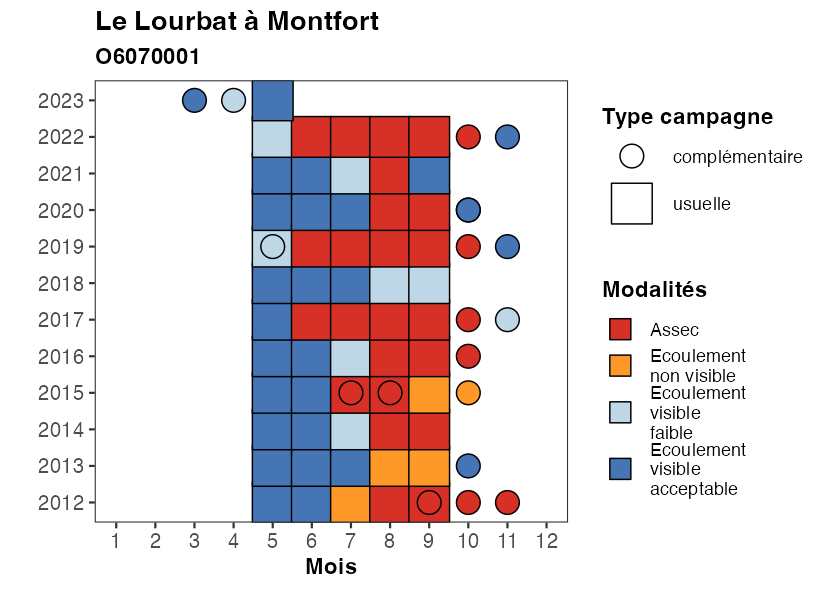 Le Lourbat à Montfort
O6070001
2023
2022
2021
2020
2019
2018
2017
2016
2015
2014
2013
2012
1 2 3 4 5 6 7 8 9 10 11 12
Mois
Type campagne
complémentaire
usuelle
Modalités
Assec
Ecoulement
non visible
Ecoulement
visible
faible
Ecoulement
visible
acceptable